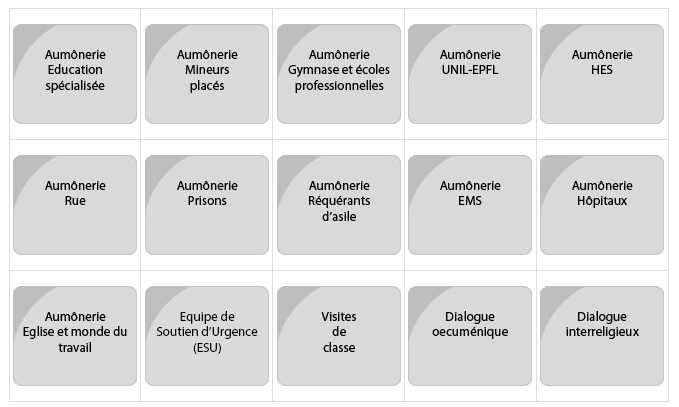 Aumônerie
Education
spécialisée
Aumônerie
Mineurs
placés
Aumônerie
Gymnase et écoles
professionnelles
Aumônerie
UNIL-EPFL
Aumônerie
HES
Aumônerie
Rue
Aumônerie
Prisons
Aumônerie
Réquérants
d'asile
Aumônerie
EMS
Aumônerie
Hôpitaux
Aumônerie
Eglise et monde du
travail
Equipe de
Soutien d'Urgence
(ESU)
Visites
de
classe
Dialogue
oecuménique
Dialogue
interreligieux